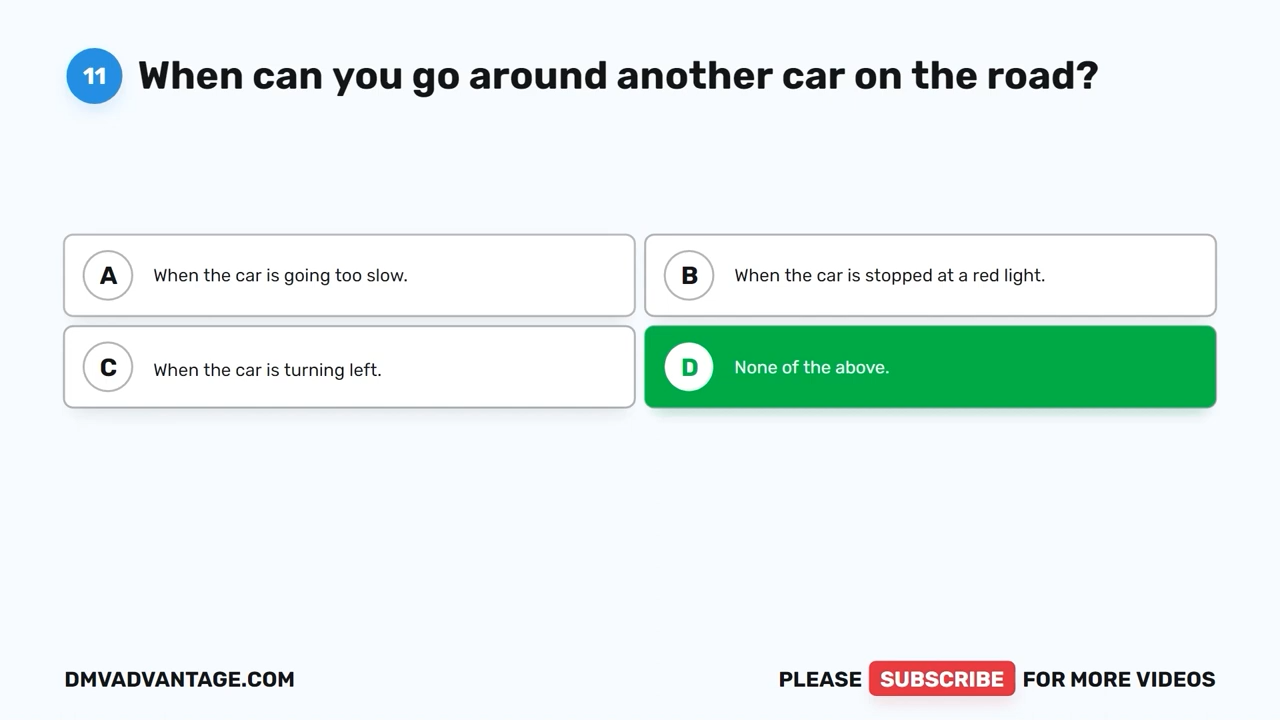 11 When can you go around another car on the road?
A When the car is going too slow.
B When the car is stopped at a red light.
C When the car is turning left.
D None of the above.
DMVADVANTAGE.COM
PLEASE SUBSCRIBE FOR MORE VIDEOS